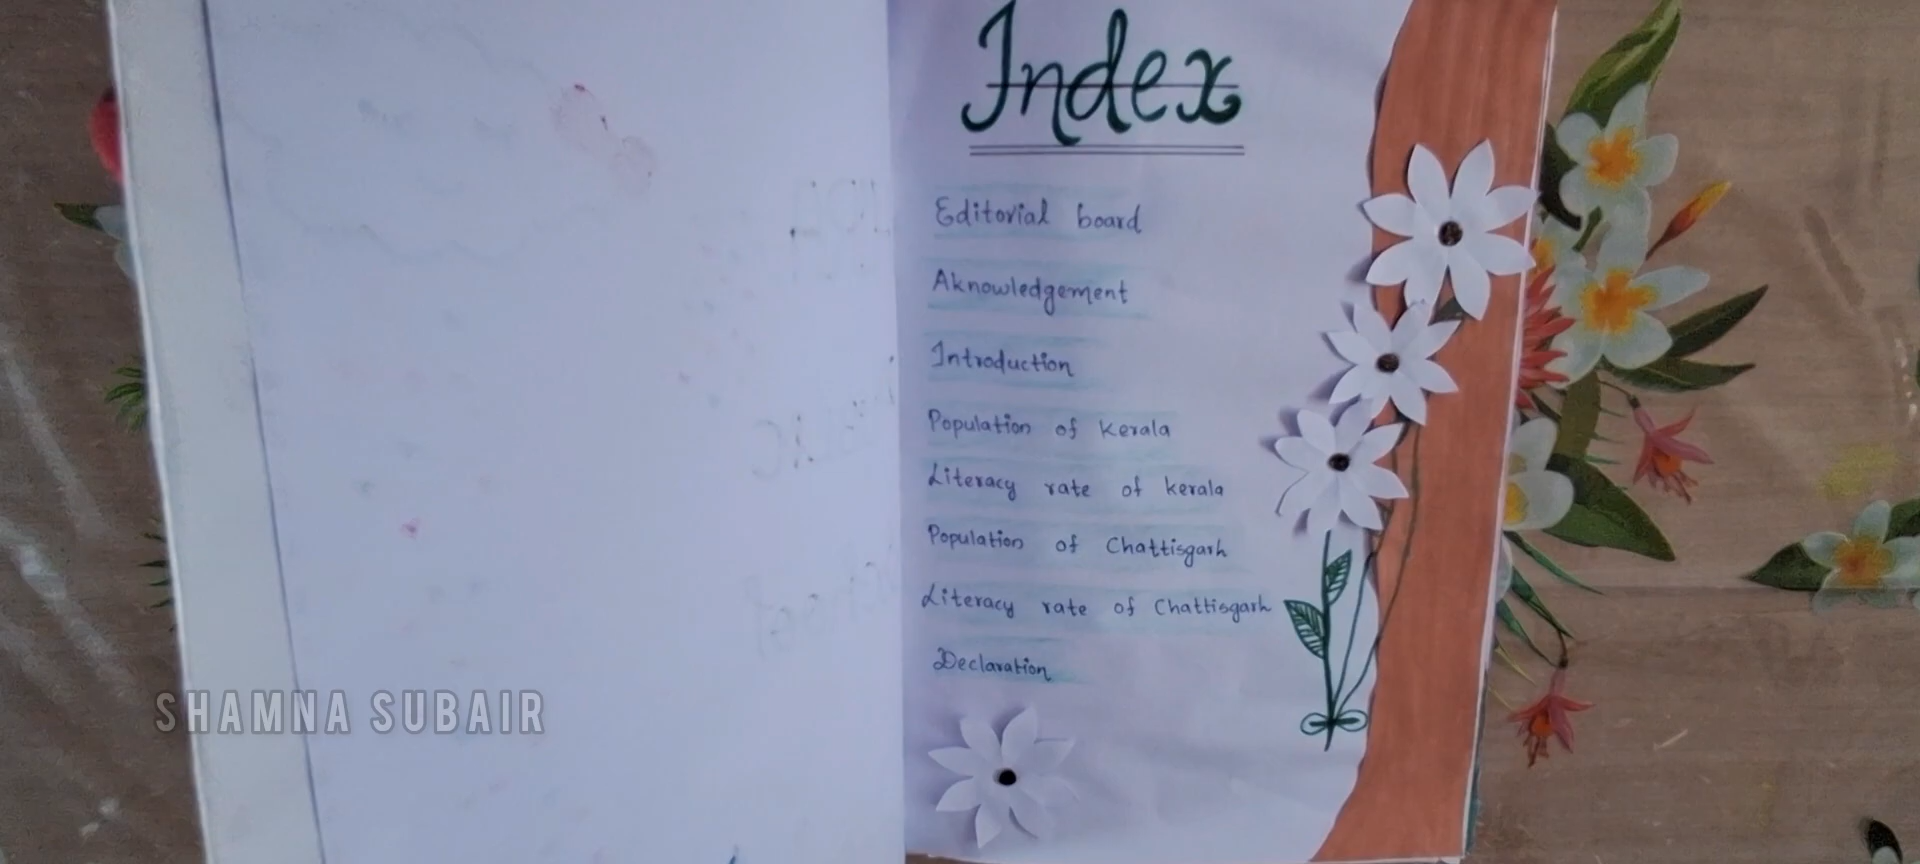 Index
Editorial board
Aknowledgement
Introduction
Population of Kerala
Literacy rate of kerala
Population of Chattisgarh
Literacy rate of Chattisgarh
Declaration
SHAMNA SUBAIR